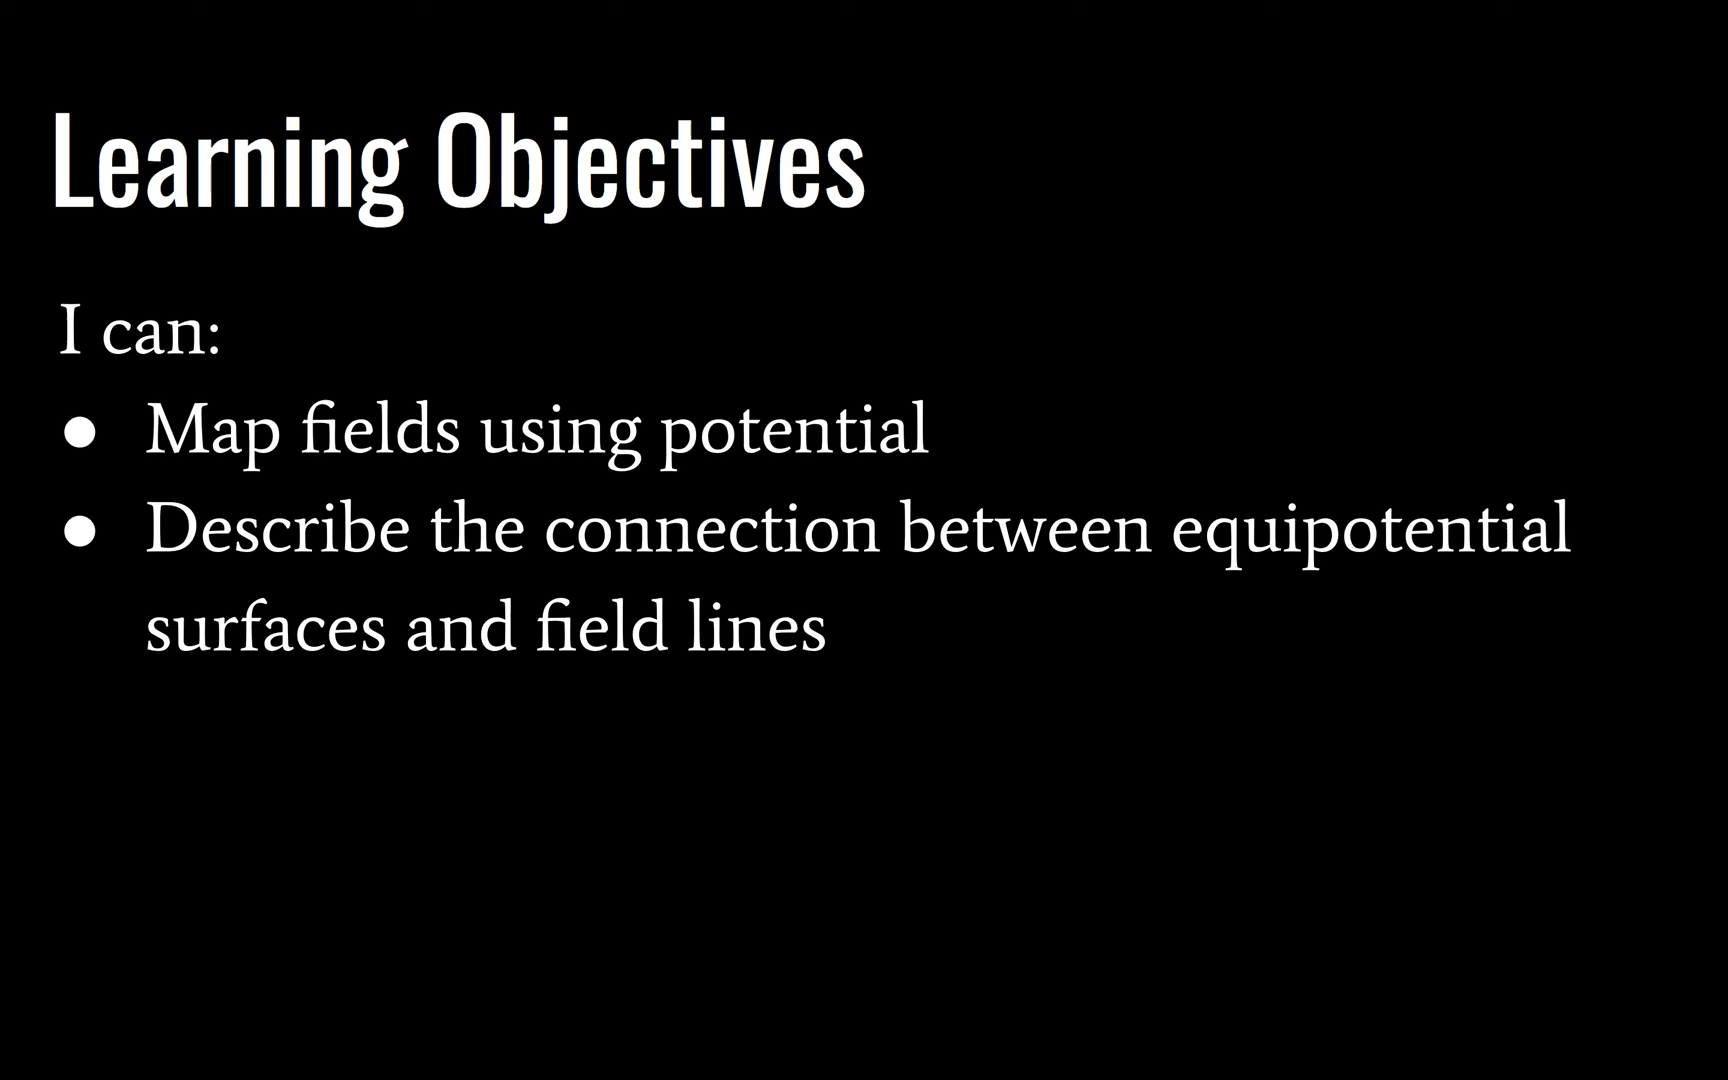 Learning Objectives
I can:
● Map fields using potential
● Describe the connection between equipotential
surfaces and field lines